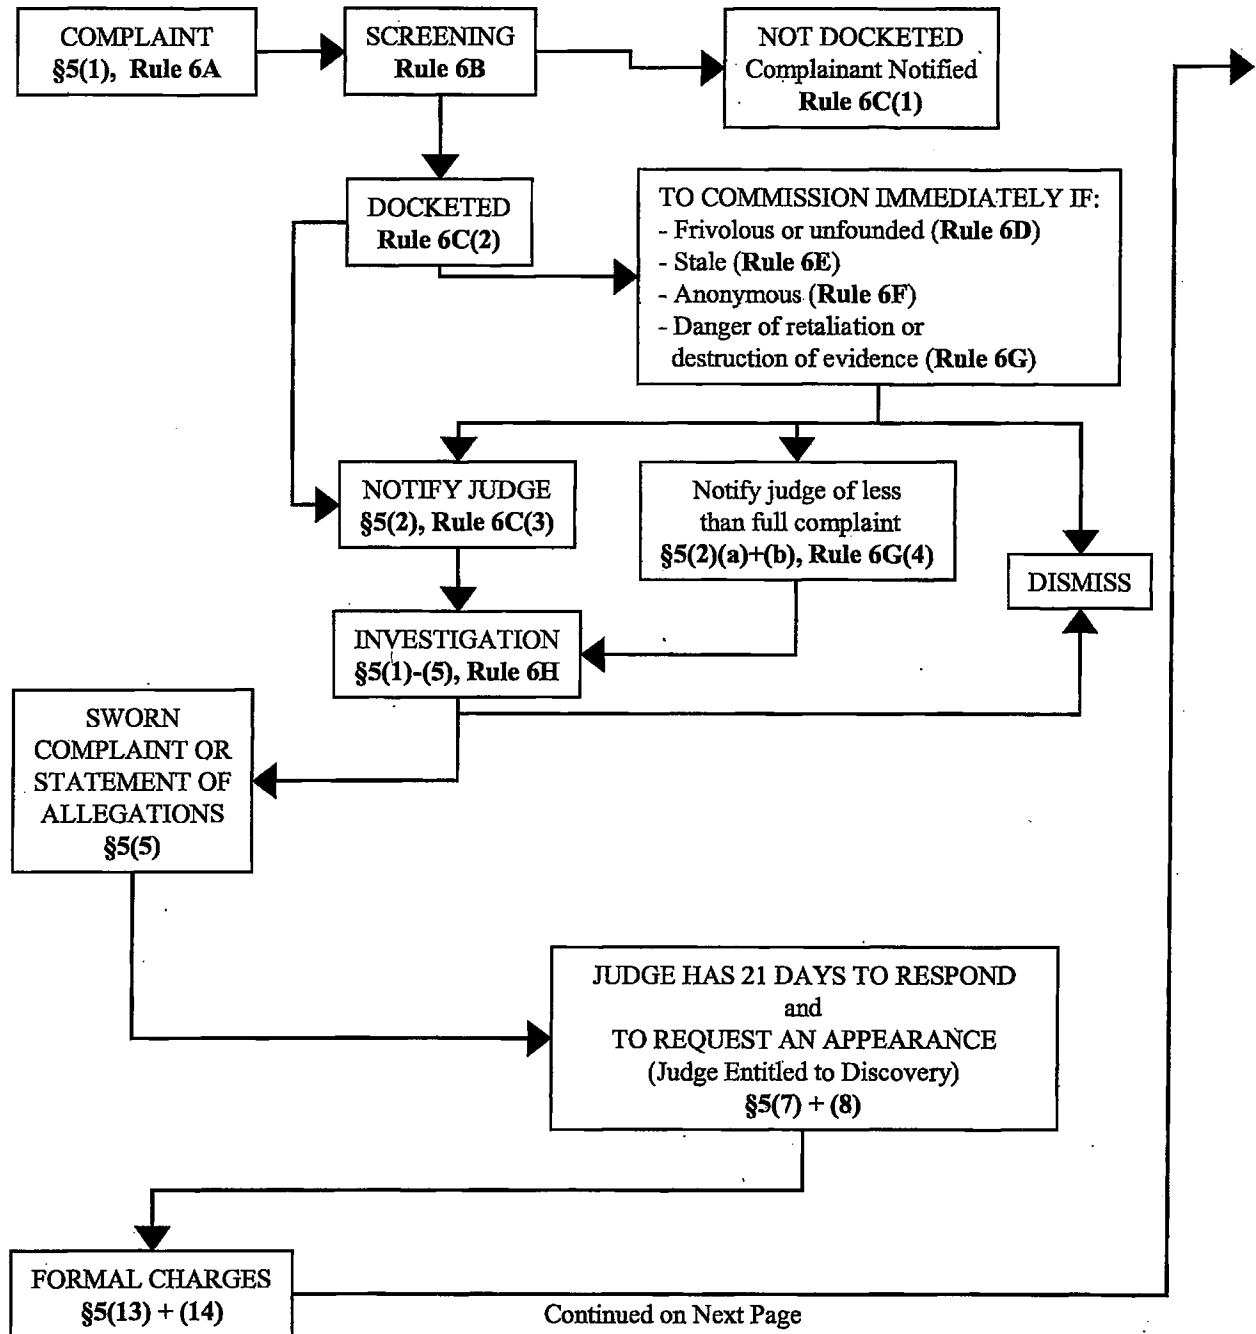 COMPLAINT
§5(1), Rule 6A
SCREENING
Rule 6B
NOT DOCKETED
Complainant Notified
Rule 6C(1)
DOCKETED
Rule 6C(2)
TO COMMISSION IMMEDIATELY IF:
- Frivolous or unfounded (Rule 6D)
- Stale (Rule 6E)
- Anonymous (Rule 6F)
- Danger of retaliation or
destruction of evidence (Rule 6G)
NOTIFY JUDGE
§5(2), Rule 6C(3)
Notify judge of less
than full complaint
§5(2)(a)+(b), Rule 6G(4)
DISMISS
INVESTIGATION
§5(1)-(5), Rule 6H
SWORN
COMPLAINT OR
STATEMENT OF
ALLEGATIONS
§5(5)
JUDGE HAS 21 DAYS TO RESPOND
and
TO REQUEST AN APPEARANCE
(Judge Entitled to Discovery)
§5(7) + (8)
FORMAL CHARGES
§5(13) + (14)
Continued on Next Page